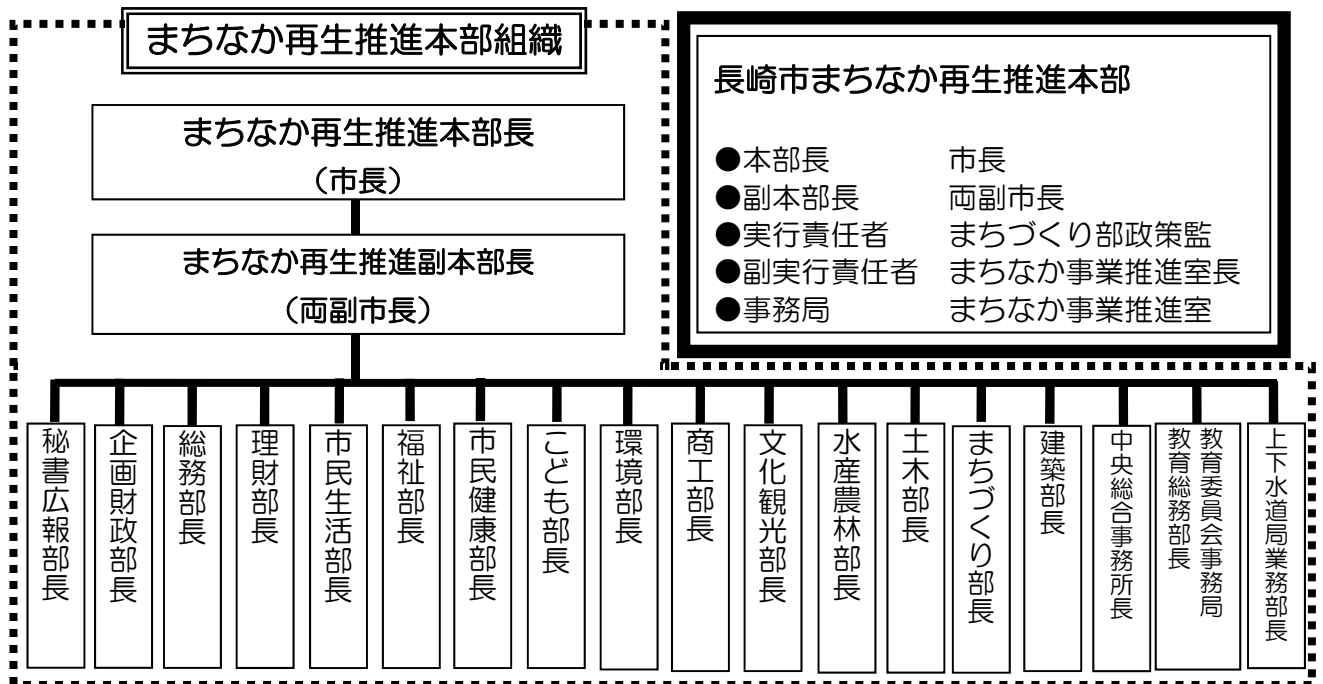 まちなか再生推進本部組織
まちなか再生推進本部長
（市長）
まちなか再生推進副本部長
（両副市長）
長崎市まちなか再生推進本部
●本部長 市長
●副本部長 両副市長
●実行責任者 まちづくり部政策監
●副実行責任者 まちなか事業推進室長
●事務局 まちなか事業推進室
秘書広報部長
企画財政部長
総務部長
理財部長
市民生活部長
福祉部長
市民健康部長
こども部長
環境部長
商工部長
文化観光部長
水産農林部長
土木部長
まちづくり部長
建築部長
中央総合事務所長
教育委員会事務局
教育総務部長
上下水道局業務部長